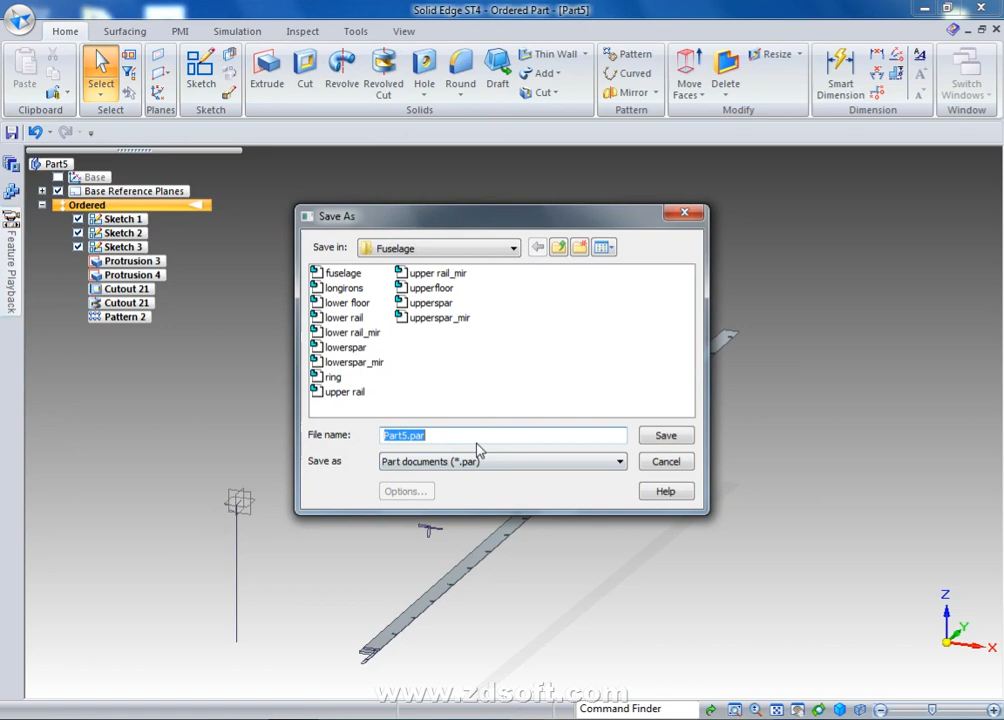 Solid Edge ST4 - Ordered Part - [Part5]
Home Surfacing PMI Simulation Inspect Tools View
Paste
Clipboard
Select
Select
Planes
Sketch
Sketch
Extrude Cut Revolve Revolved Cut Hole Round Draft
Thin Wall
Add
Cut
Solids
Pattern
Curved
Mirror
Pattern
Move Faces
Delete
Resize
Modify
Smart Dimension
Dimension
Switch Windows
Window
Feature Playback
Part5
Base
Base Reference Planes
Ordered
Sketch 1
Sketch 2
Sketch 3
Protrusion 3
Protrusion 4
Cutout 21
Cutout 21
Pattern 2
Save As
Save in: Fuselage
fuselage
longirons
lower floor
lower rail
lower rail_mir
lowerspar
lowerspar_mir
ring
upper rail
upper rail_mir
upperfloor
upperspar
upperspar_mir
File name: Part5.par
Save
Save as Part documents (*.par)
Cancel
Options...
Help
Z
Y
X
www.zdsoft.com
Command Finder